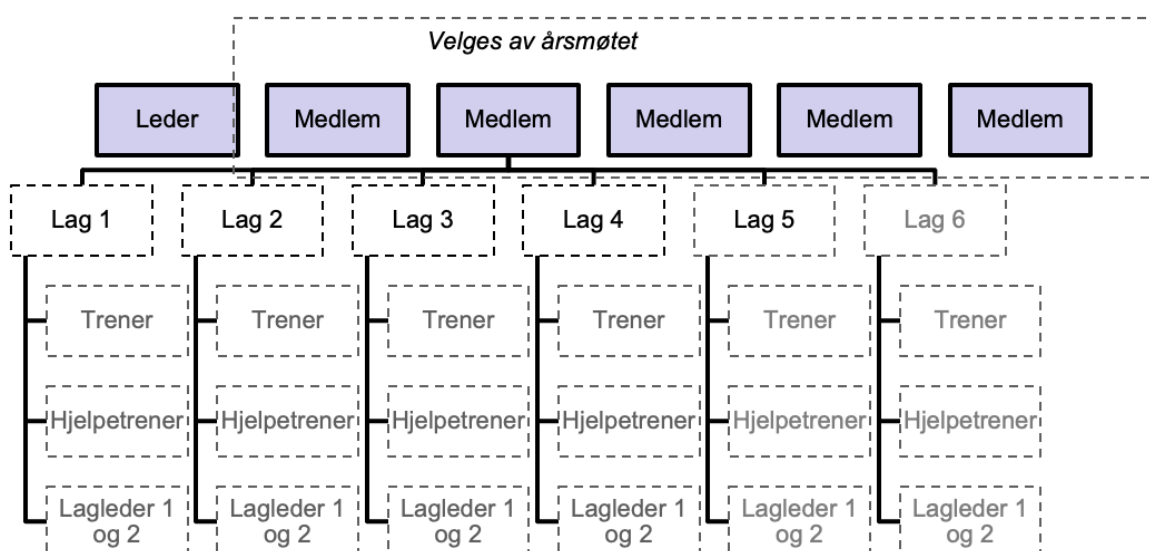 Velges av årsmøtet
Leder
Medlem
Medlem
Medlem
Medlem
Medlem
Lag 1
Lag 2
Lag 3
Lag 4
Lag 5
Lag 6
Trener
Trener
Trener
Trener
Trener
Trener
Hjelpetrener
Hjelpetrener
Hjelpetrener
Hjelpetrener
Hjelpetrener
Hjelpetrener
Lagleder 1
og 2
Lagleder 1
og 2
Lagleder 1
og 2
Lagleder 1
og 2
Lagleder 1
og 2
Lagleder 1
og 2